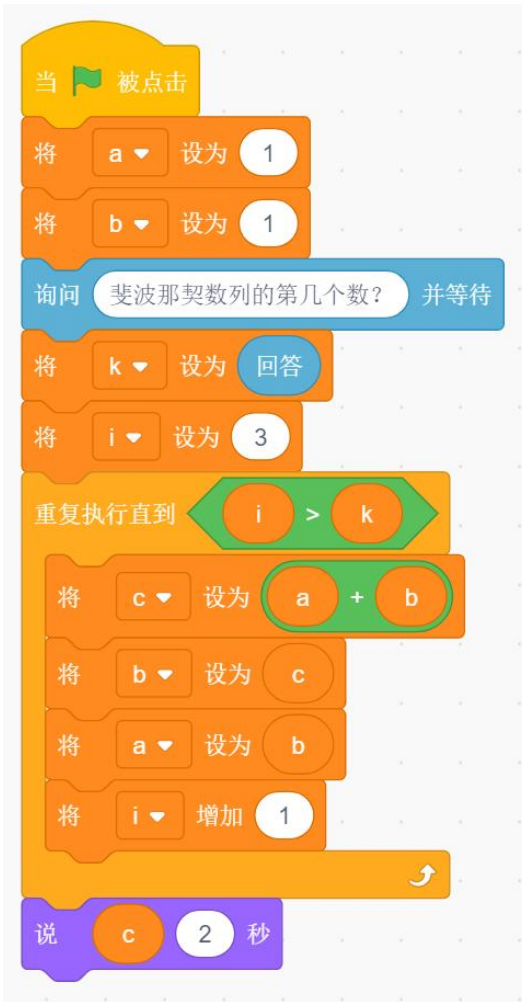 当 被点击
将 a 设为 1
将 b 设为 1
询问 斐波那契数列的第几个数? 并等待
将 k 设为 回答
将 i 设为 3
重复执行直到 i > k
将 c 设为 a + b
将 b 设为 c
将 a 设为 b
将 i 增加 1
说 c 2 秒